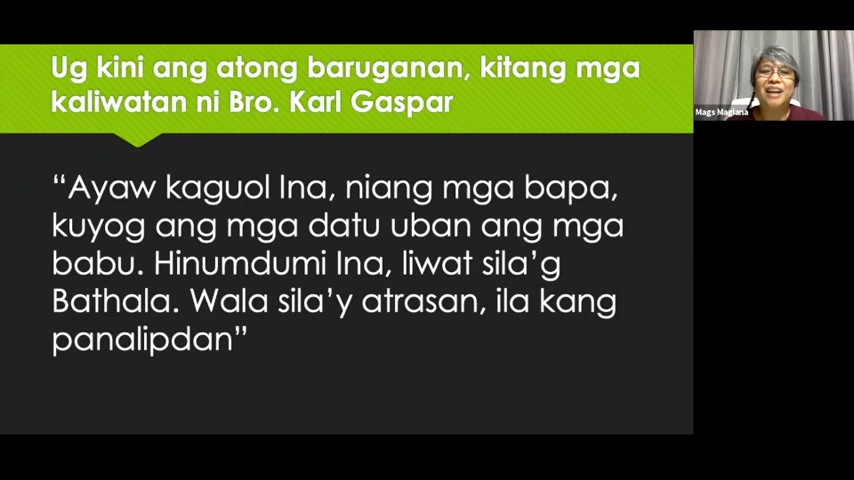 Ug kini ang atong baruganan, kitang mga
kaliwatan ni Bro. Karl Gaspar
Mags Maglana
“Ayaw kaguol Ina, niang mga bapa,
kuyog ang mga datu uban ang mga
babu. Hinumdumi Ina, liwat sila’g
Bathala. Wala sila’y atrasan, ila kang
panalipdan”